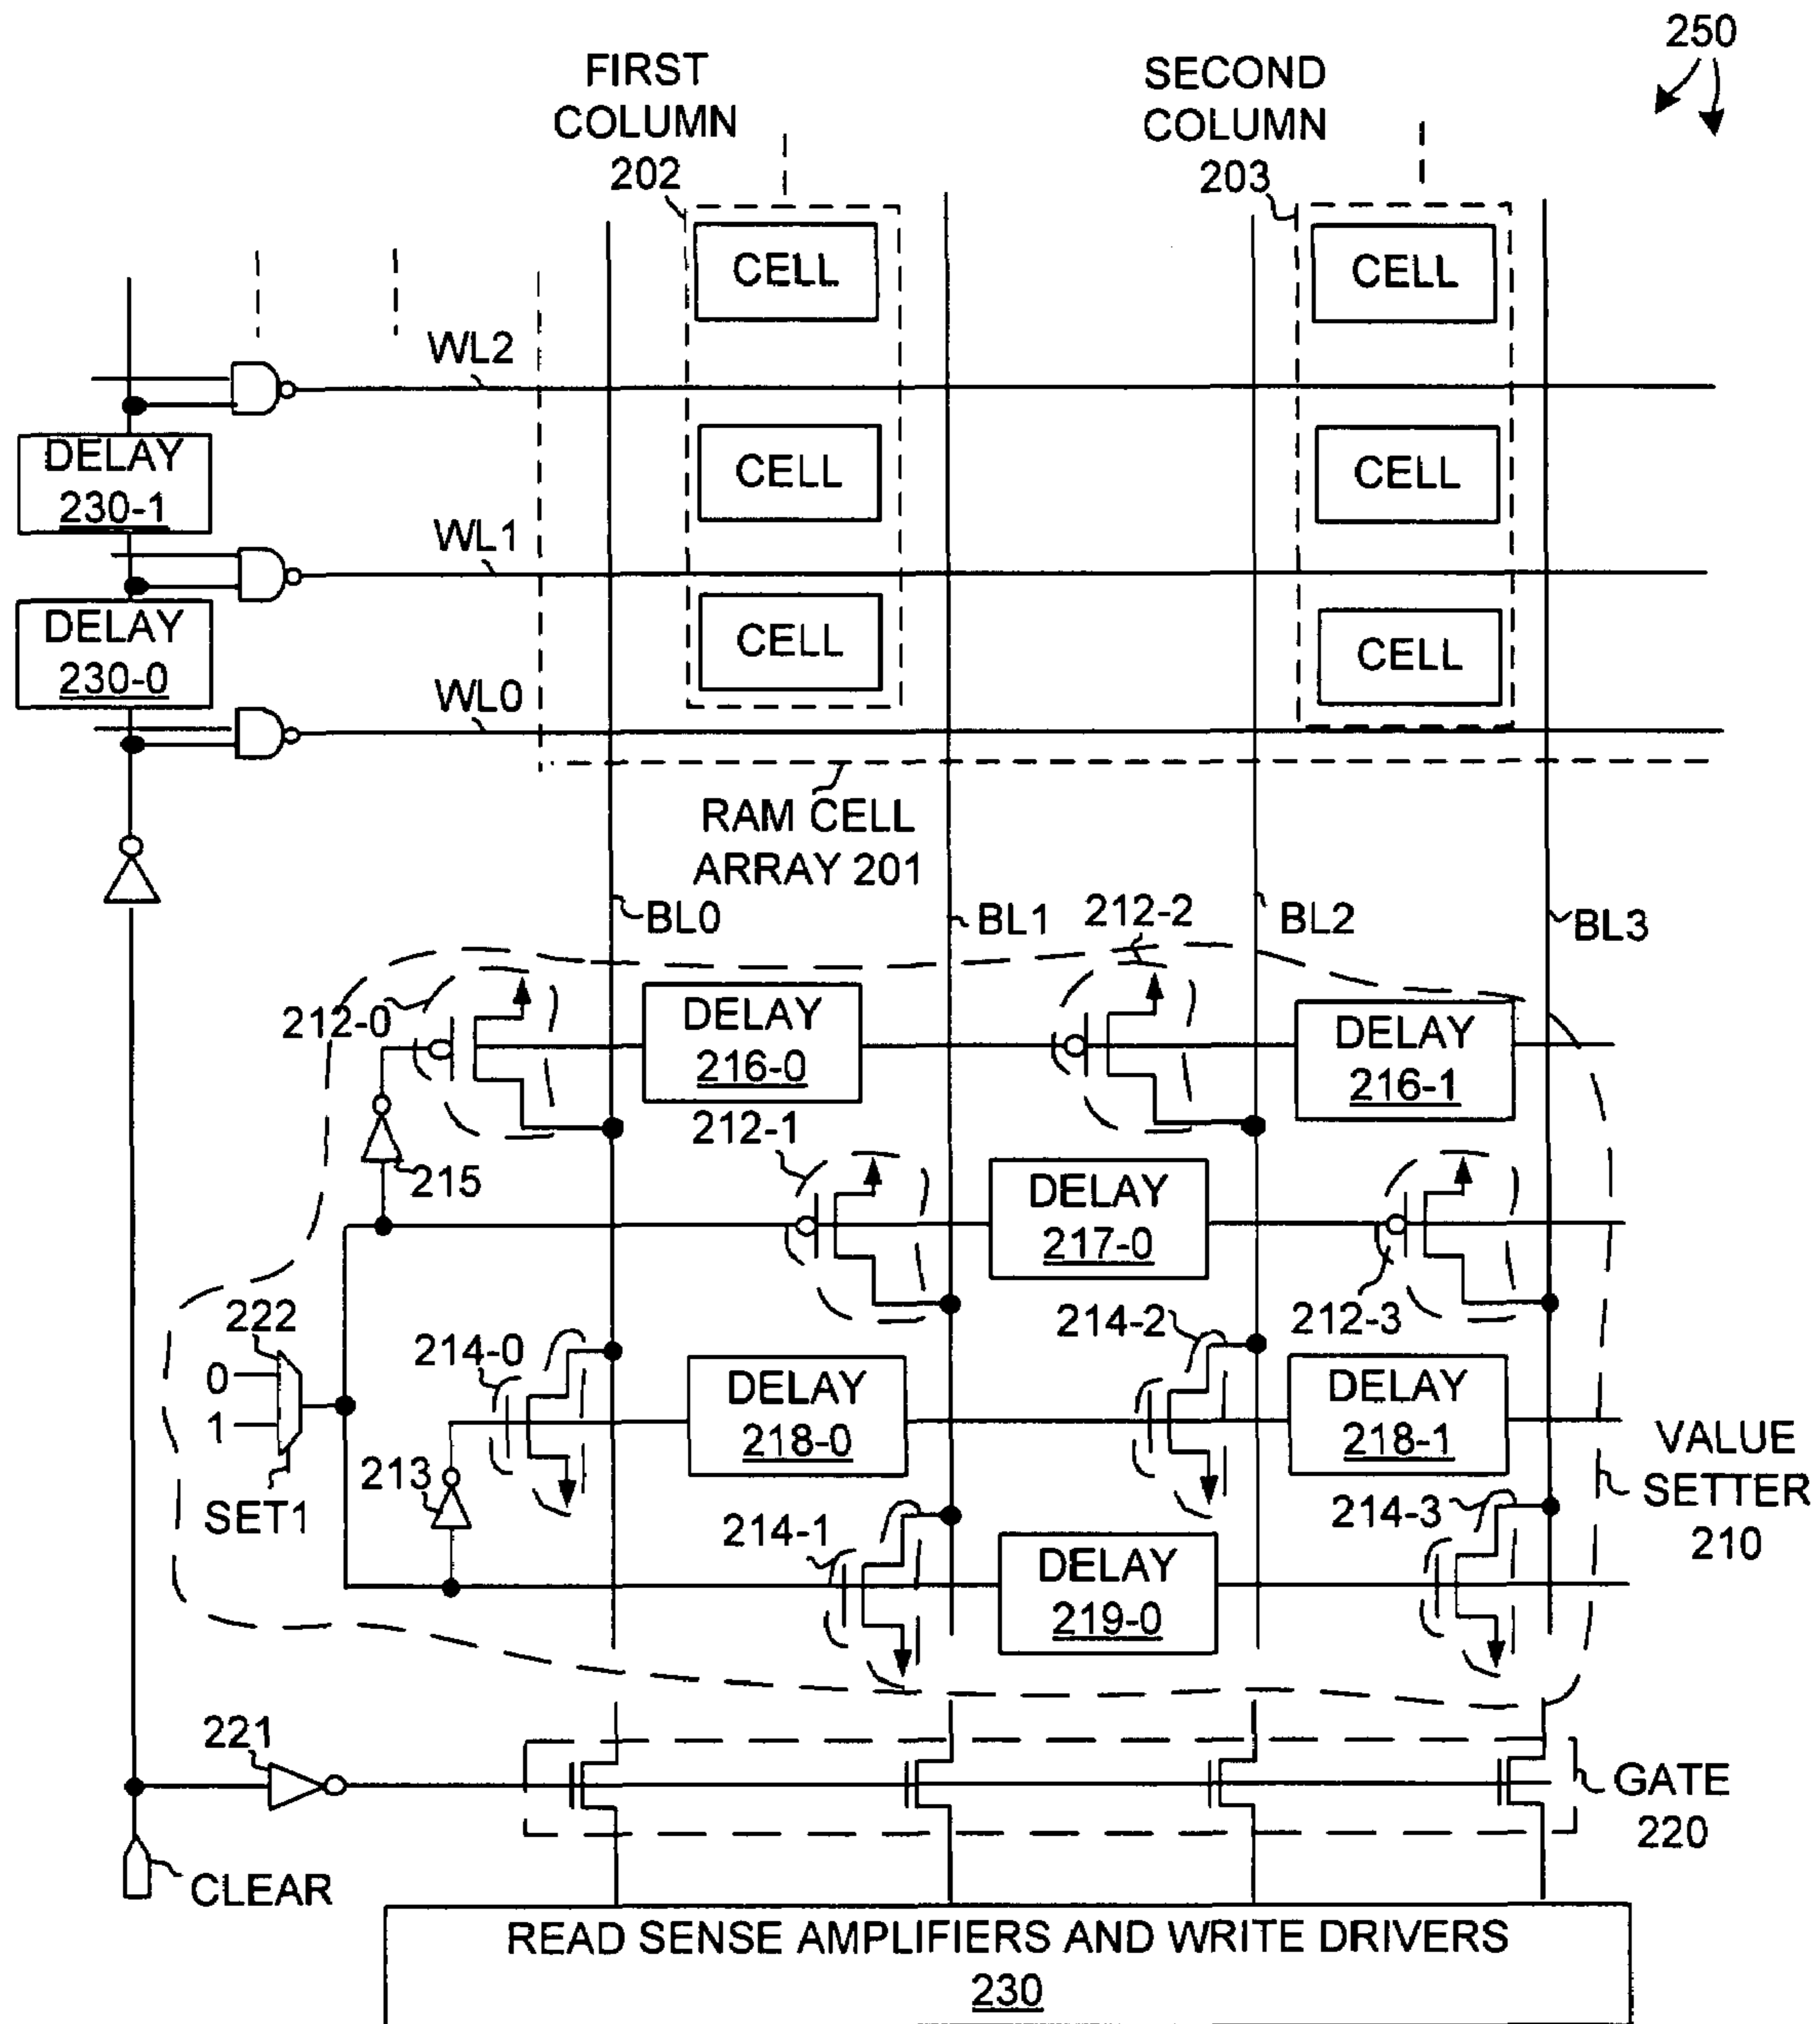 250
FIRST
COLUMN
202
SECOND
COLUMN
203
CELL
CELL
WL2
DELAY
230-1
CELL
CELL
WL1
DELAY
230-0
CELL
CELL
WL0
RAM CELL
ARRAY 201
BL0
BL1
212-2
BL2
BL3
212-0
DELAY
216-0
DELAY
216-1
212-1
215
DELAY
217-0
212-3
222
0
1
SET1
214-0
DELAY
218-0
214-2
DELAY
218-1
213
VALUE
SETTER
210
214-1
DELAY
219-0
214-3
221
GATE
220
CLEAR
READ SENSE AMPLIFIERS AND WRITE DRIVERS
230